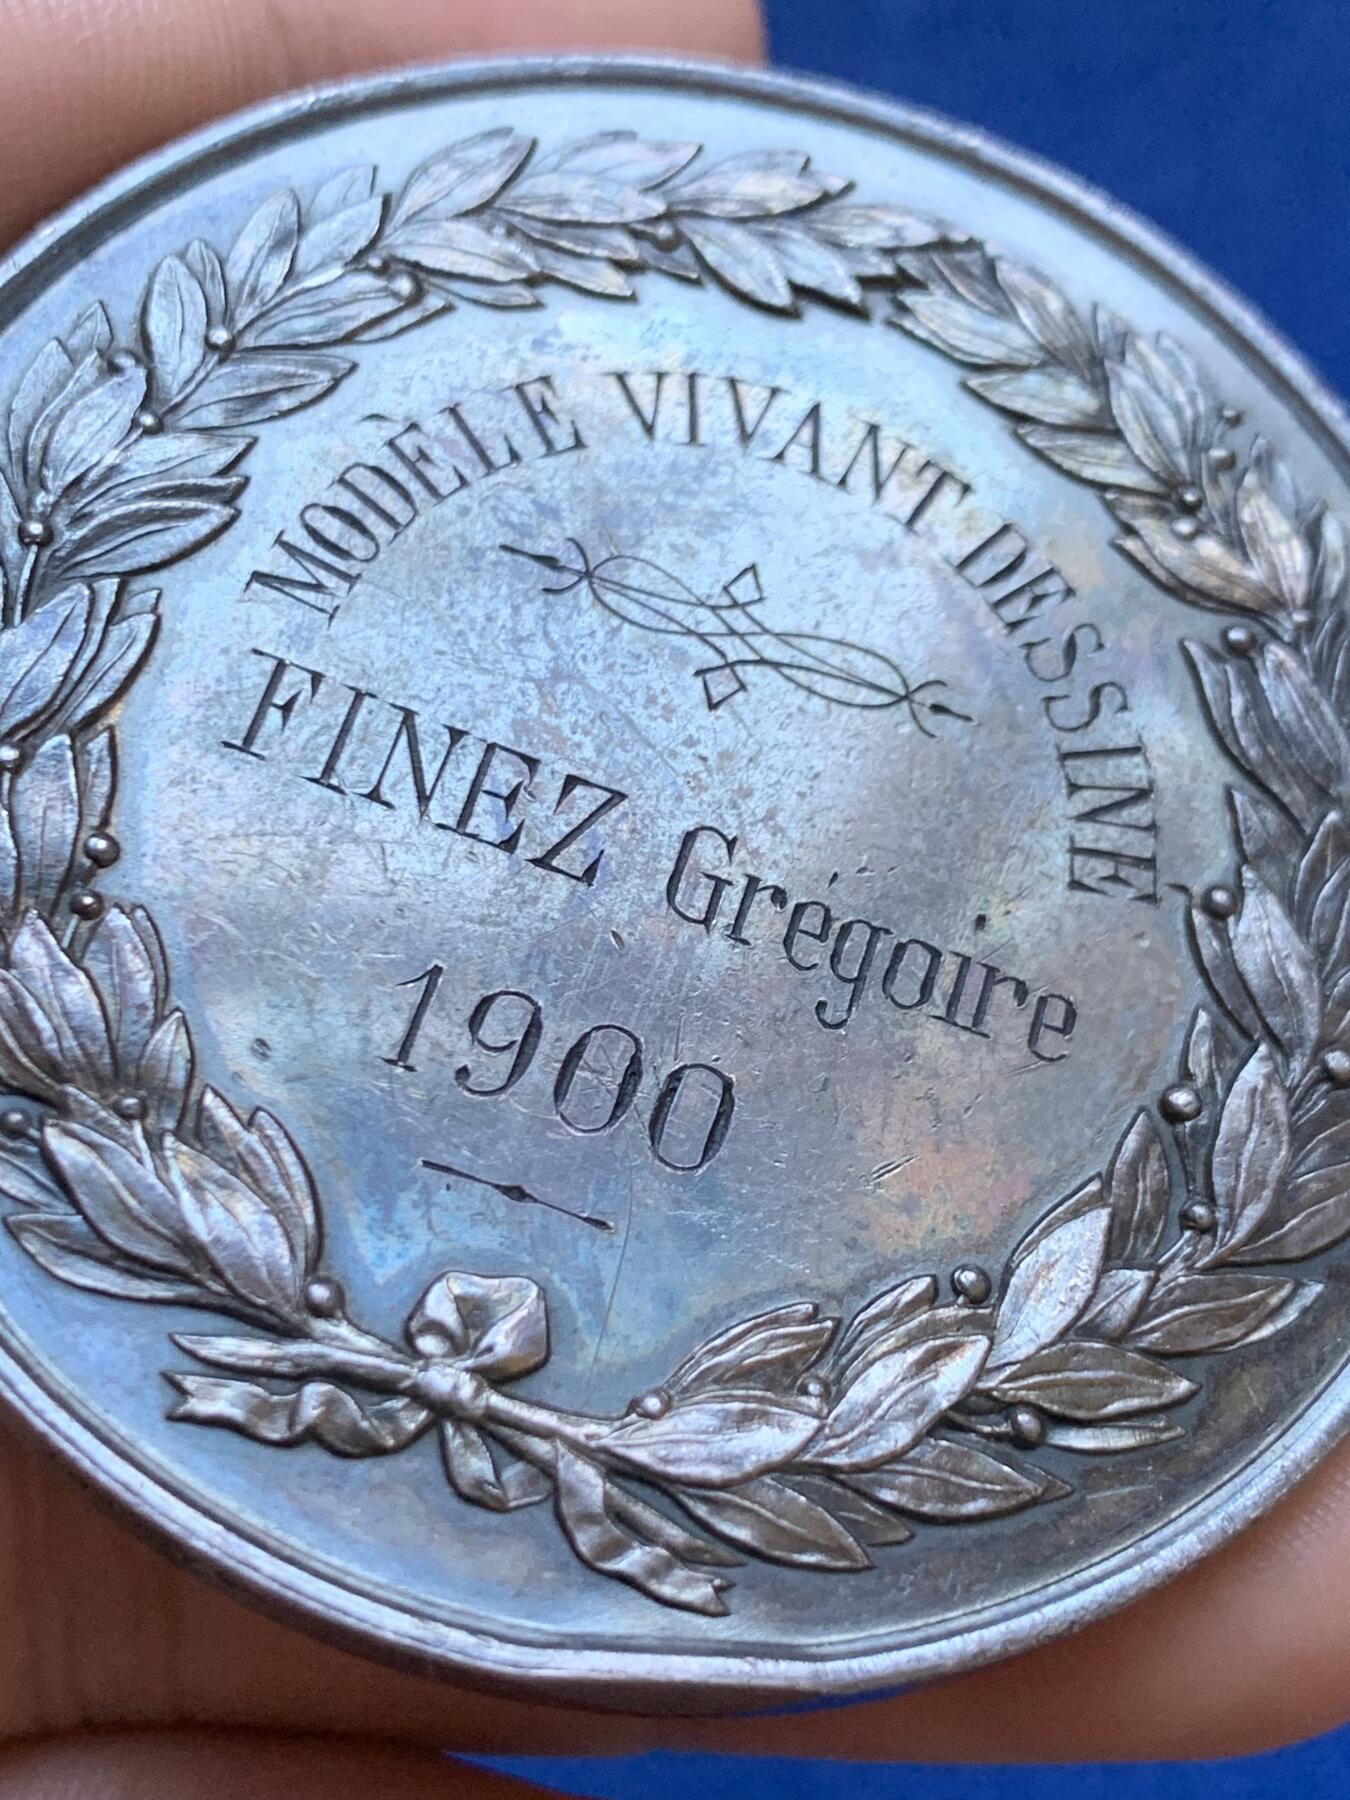 MODÈLE VIVANT DESSINÉ
FINEZ Grégoire
1900